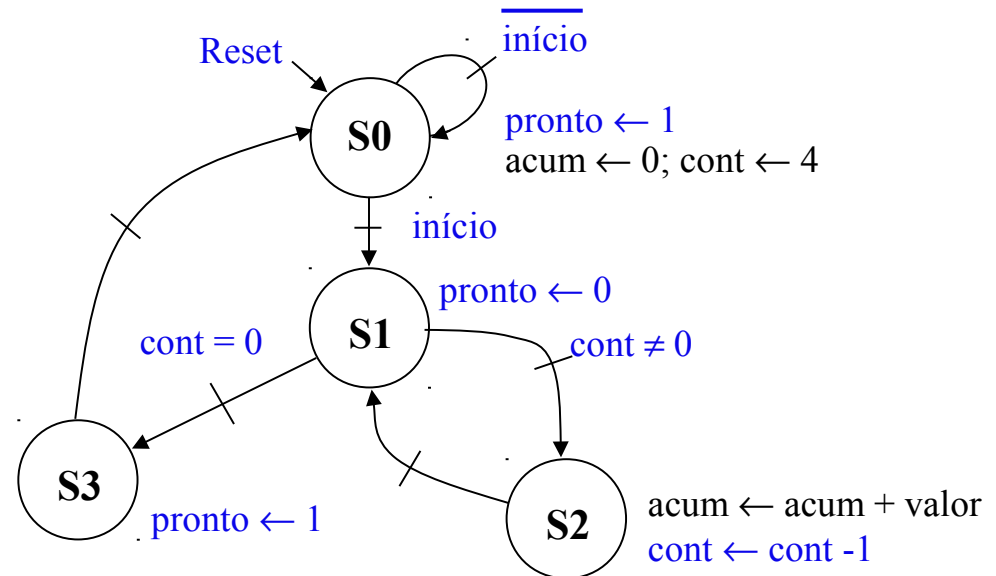 Reset
início
S0
pronto ← 1
acum ← 0; cont ← 4
início
pronto ← 0
S1
cont = 0
cont ≠ 0
S3
pronto ← 1
S2
acum ← acum + valor
cont ← cont -1